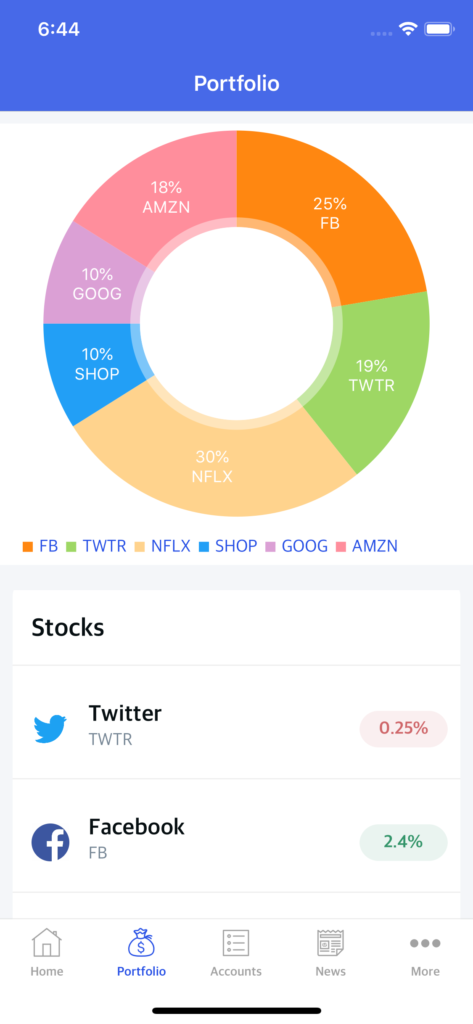 6:44
Portfolio
18%
AMZN
25%
FB
10%
GOOG
10%
SHOP
19%
TWTR
30%
NFLX
FB TWTR NFLX SHOP GOOG AMZN
Stocks
Twitter
TWTR
0.25%
Facebook
FB
2.4%
Home Portfolio Accounts News More